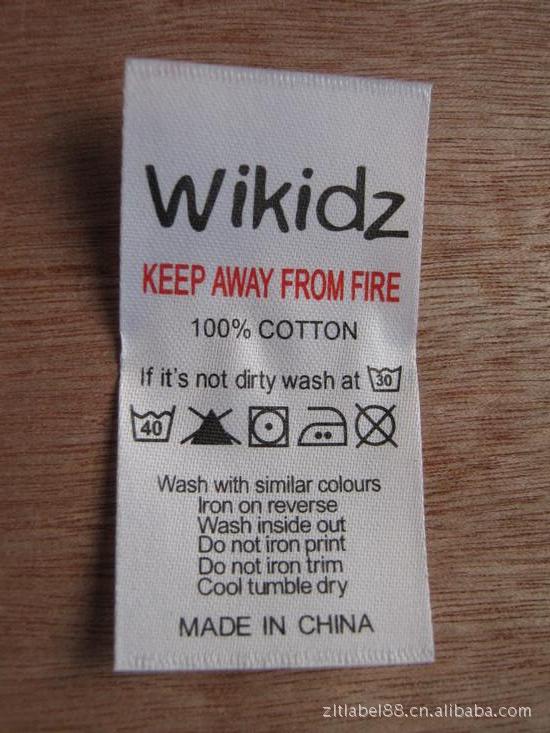 Wikidz
KEEP AWAY FROM FIRE
100% COTTON
If it's not dirty wash at 30
40
Wash with similar colours
Iron on reverse
Wash inside out
Do not iron print
Do not iron trim
Cool tumble dry
MADE IN CHINA
zltlabel88.cn.alibaba.com